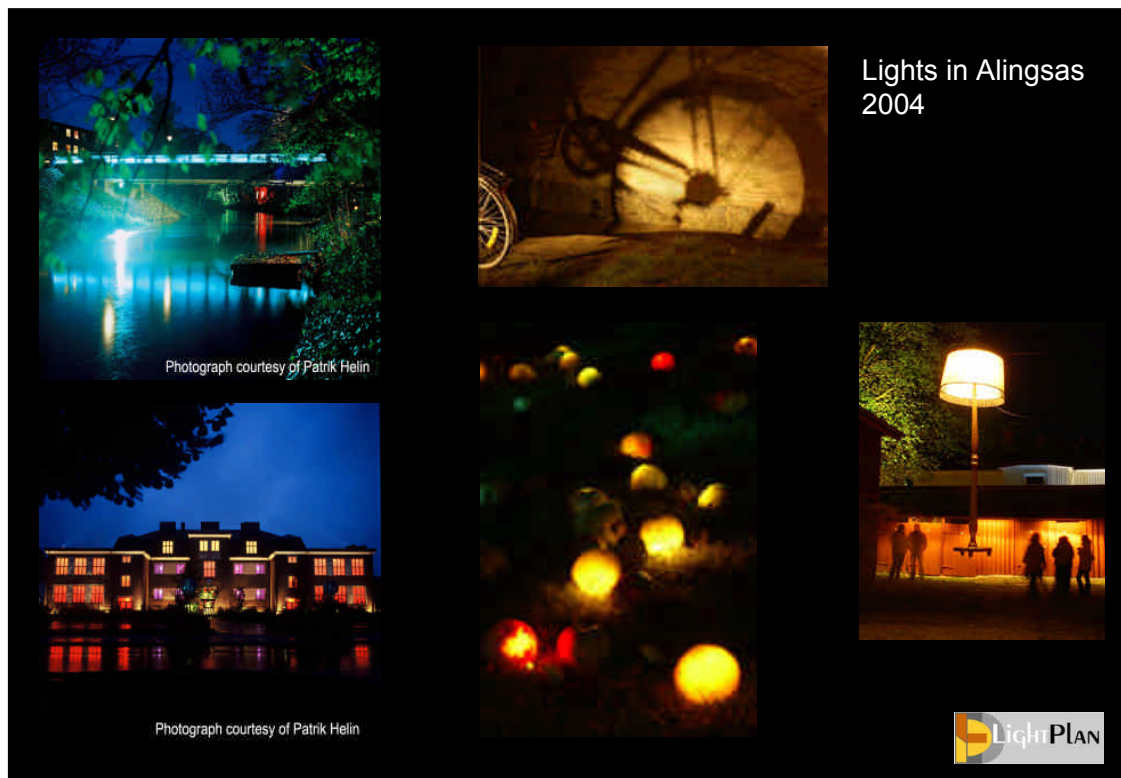 Lights in Alingsas
2004
Photograph courtesy of Patrik Helin
Photograph courtesy of Patrik Helin
LightPlan